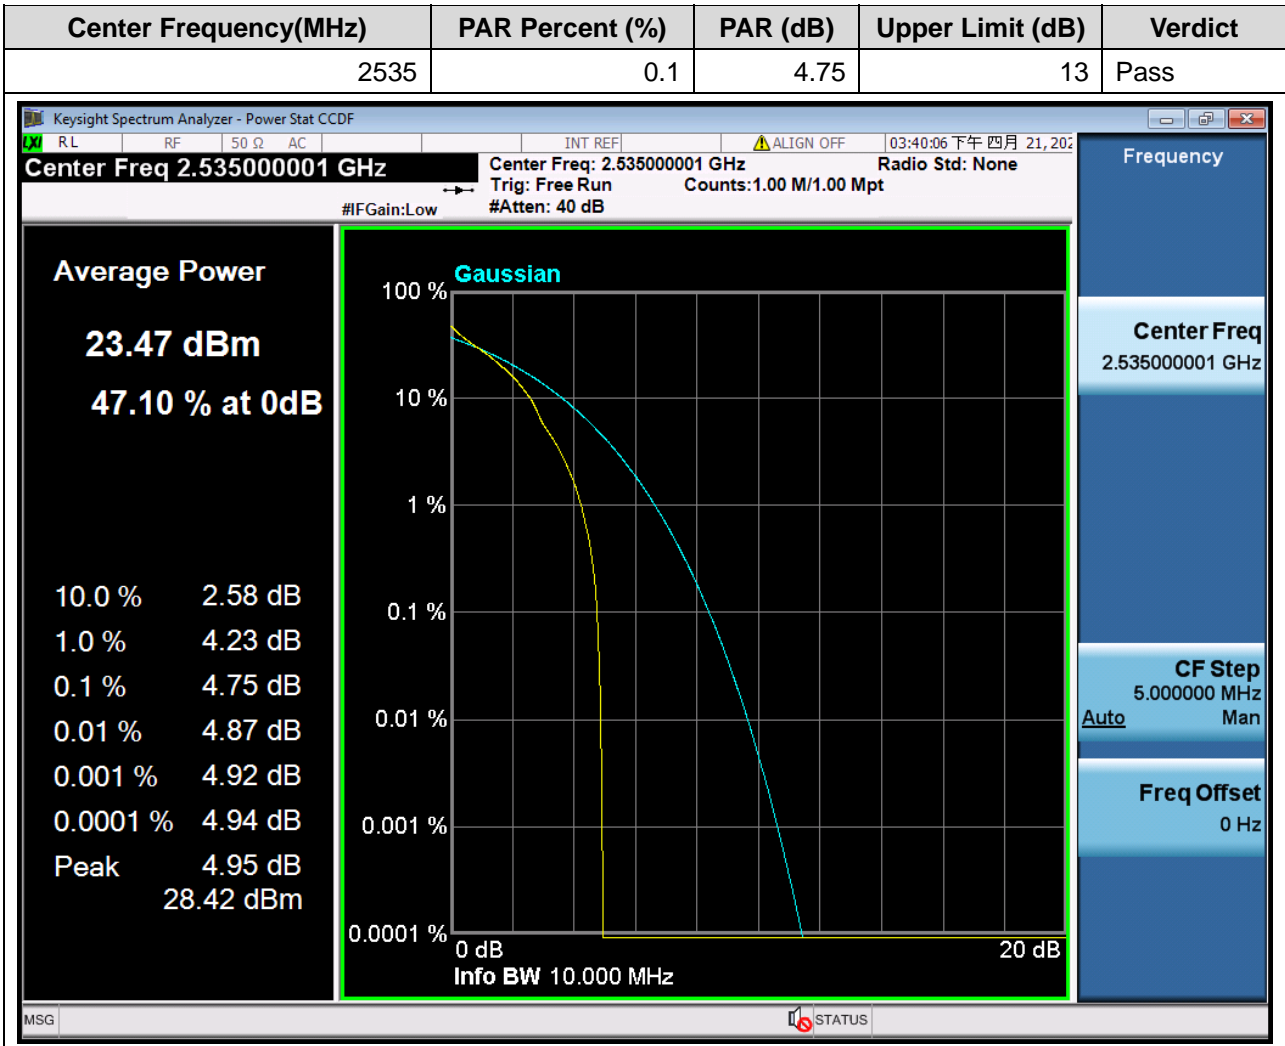 Center Frequency(MHz) PAR Percent (%) PAR (dB) Upper Limit (dB) Verdict
2535 0.1 4.75 13 Pass
Keysight Spectrum Analyzer - Power Stat CCDF
LXI RL RF 50 Ω AC INT REF ALIGN OFF 03:40:06 下午 四月 21, 202
Center Freq 2.535000001 GHz
Center Freq: 2.535000001 GHz Radio Std: None
Trig: Free Run Counts:1.00 M/1.00 Mpt
#IFGain:Low #Atten: 40 dB
Average Power
23.47 dBm
47.10 % at 0dB
10.0 % 2.58 dB
1.0 % 4.23 dB
0.1 % 4.75 dB
0.01 % 4.87 dB
0.001 % 4.92 dB
0.0001 % 4.94 dB
Peak 4.95 dB
28.42 dBm
Gaussian
100 %
10 %
1 %
0.1 %
0.01 %
0.001 %
0.0001 %
0 dB 20 dB
Info BW 10.000 MHz
Frequency
Center Freq
2.535000001 GHz
CF Step
5.000000 MHz
Auto Man
Freq Offset
0 Hz
MSG STATUS